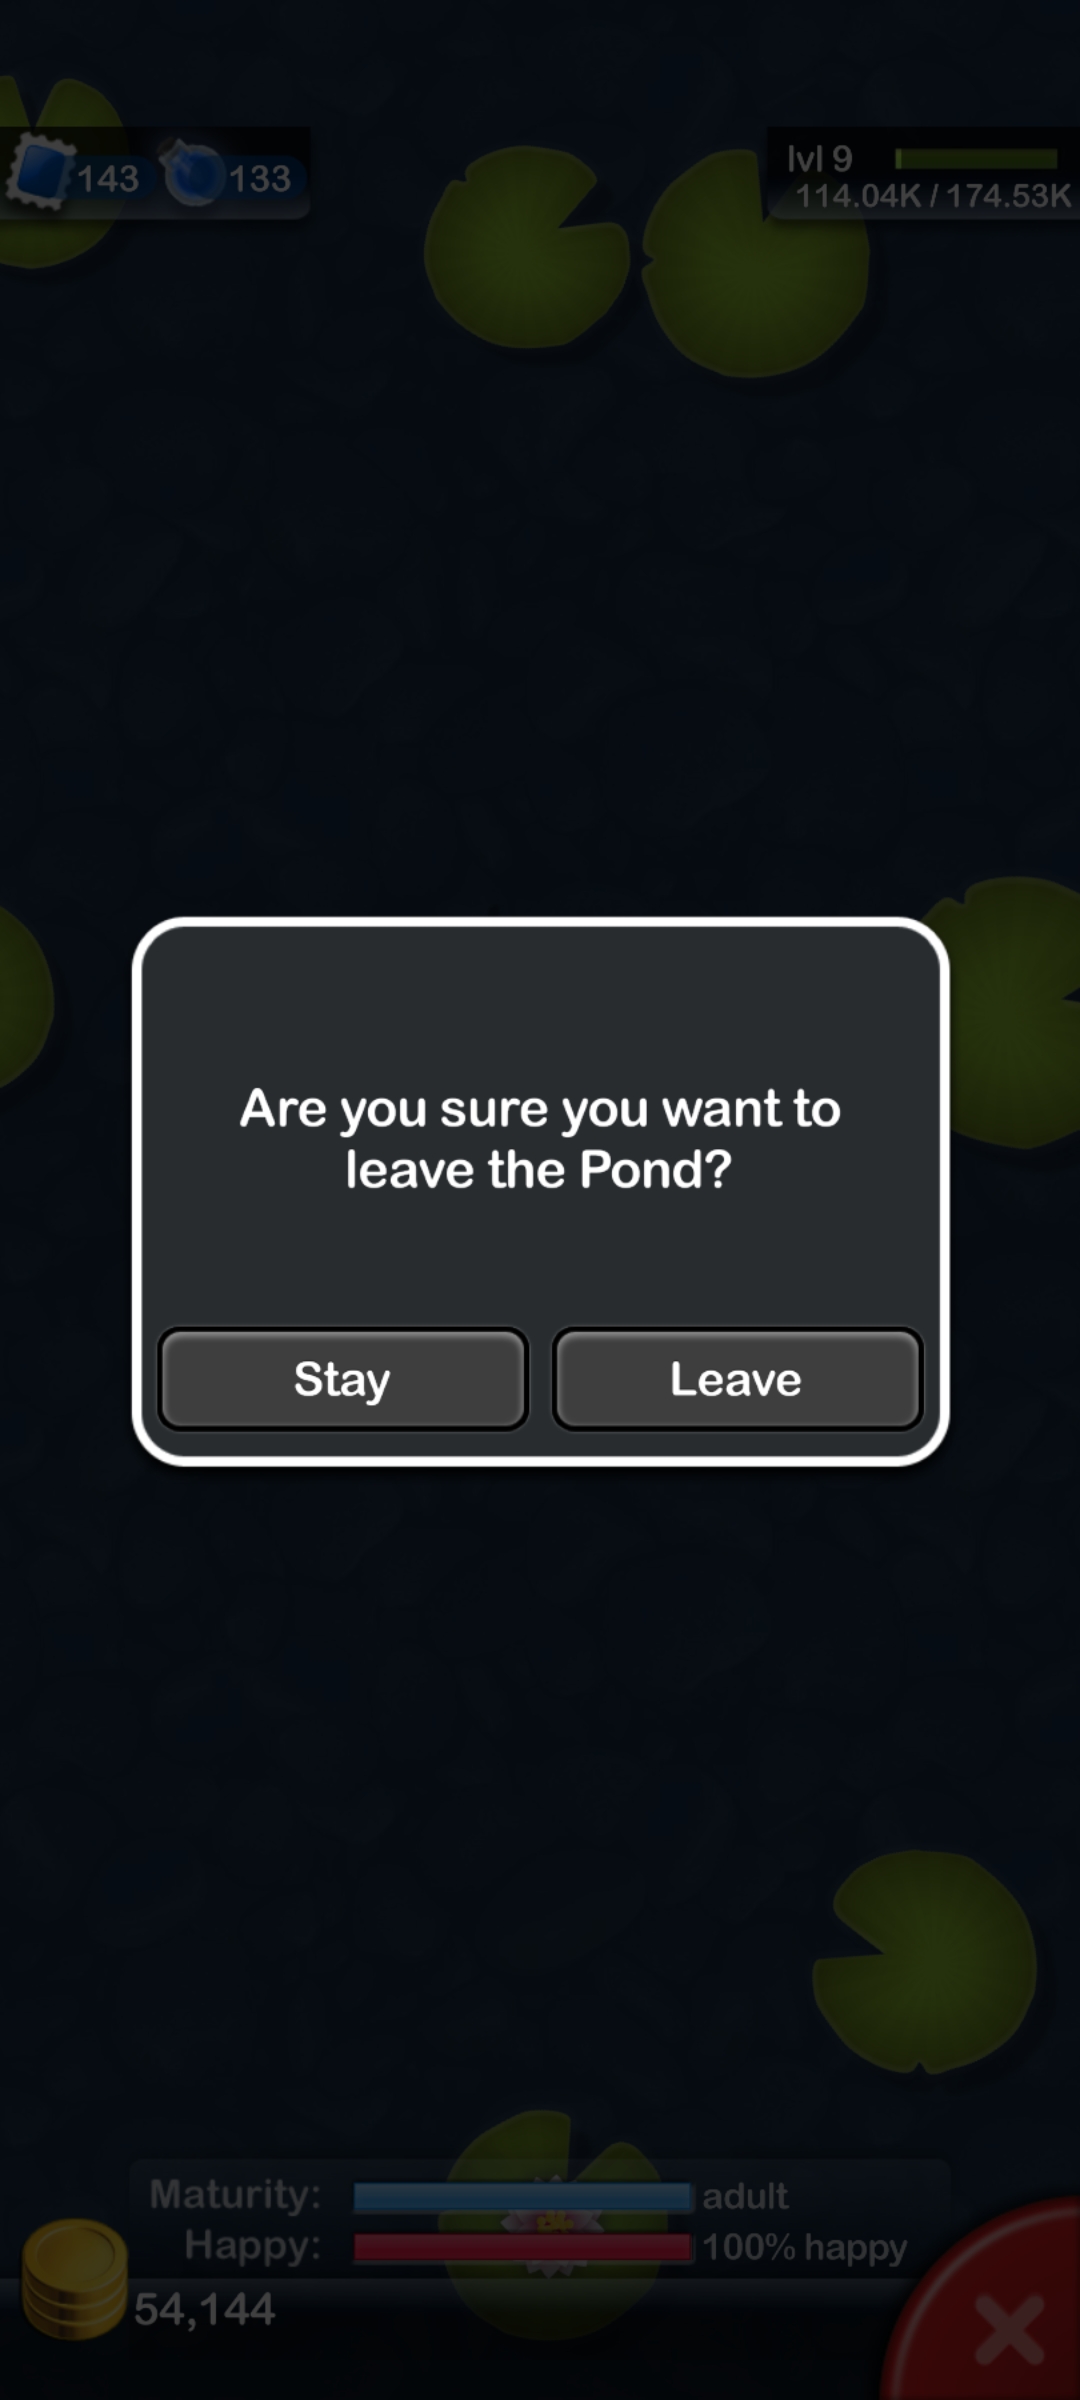 143 133 lvl 9
114.04K / 174.53K
Are you sure you want to
leave the Pond?
Stay Leave
Maturity: adult
Happy: 100% happy
54,144